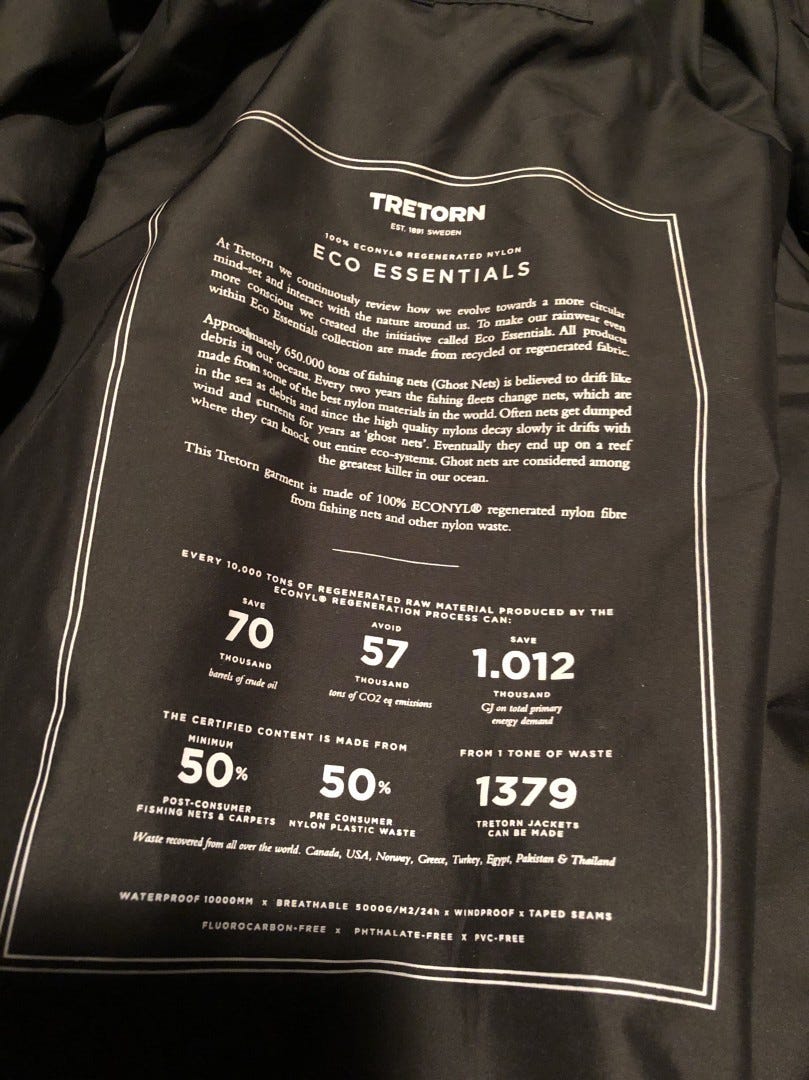 TRETORN
EST. 1891 SWEDEN
100% ECONYL® REGENERATED NYLON
ECO ESSENTIALS
At Tretorn we continuously review how we evolve towards a more circular
mind-set and interact with the nature around us. To make our rainwear even
more conscious we created the initiative called Eco Essentials. All products
within Eco Essentials collection are made from recycled or regenerated fabric.
Approximately 650.000 tons of fishing nets (Ghost Nets) is believed to drift like
debris in our oceans. Every two years the fishing fleets change nets, which are
made from some of the best nylon materials in the world. Often nets get dumped
in the sea as debris and since the high quality nylons decay slowly it drifts with
wind and currents for years as 'ghost nets'. Eventually they end up on a reef
where they can knock out entire eco-systems. Ghost nets are considered among
the greatest killer in our ocean.
This Tretorn garment is made of 100% ECONYL® regenerated nylon fibre
from fishing nets and other nylon waste.
EVERY 10,000 TONS OF REGENERATED RAW MATERIAL PRODUCED BY THE
ECONYL® REGENERATION PROCESS CAN:
SAVE
70
THOUSAND
barrels of crude oil
AVOID
57
THOUSAND
tons of CO2 eq emissions
SAVE
1.012
THOUSAND
GJ on total primary
energy demand
THE CERTIFIED CONTENT IS MADE FROM
MINIMUM
50%
POST-CONSUMER
FISHING NETS & CARPETS
50%
PRE CONSUMER
NYLON PLASTIC WASTE
FROM 1 TONE OF WASTE
1379
TRETORN JACKETS
CAN BE MADE
Waste recovered from all over the world. Canada, USA, Norway, Greece, Turkey, Egypt, Pakistan & Thailand
WATERPROOF 10000MM x BREATHABLE 5000G/M2/24h x WINDPROOF x TAPED SEAMS
FLUOROCARBON-FREE x PHTHALATE-FREE x PVC-FREE